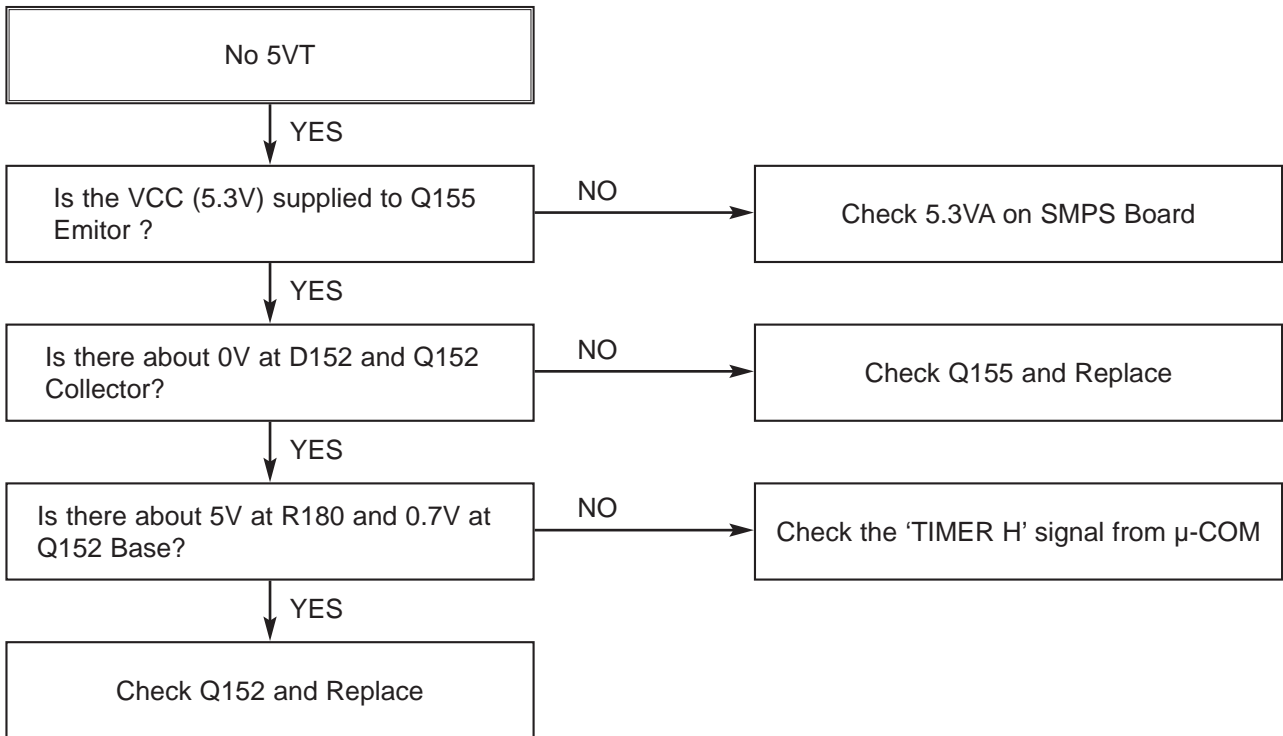 No 5VT
YES
Is the VCC (5.3V) supplied to Q155
Emitor ?
NO
Check 5.3VA on SMPS Board
YES
Is there about 0V at D152 and Q152
Collector?
NO
Check Q155 and Replace
YES
Is there about 5V at R180 and 0.7V at
Q152 Base?
NO
Check the ‘TIMER H’ signal from µ-COM
YES
Check Q152 and Replace